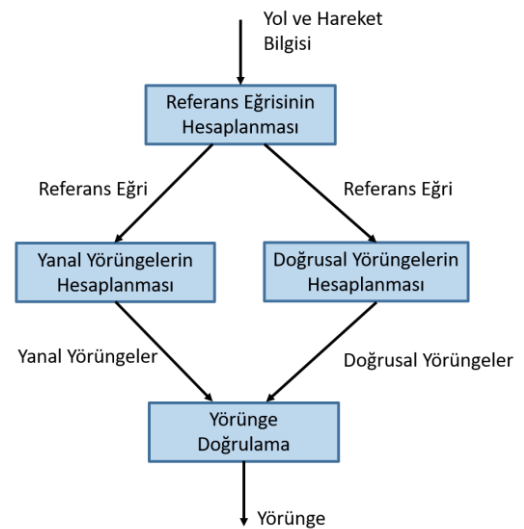 Yol ve Hareket
Bilgisi
Referans Eğrisinin
Hesaplanması
Referans Eğri
Referans Eğri
Yanal Yörüngelerin
Hesaplanması
Doğrusal Yörüngelerin
Hesaplanması
Yanal Yörüngeler
Doğrusal Yörüngeler
Yörünge
Doğrulama
Yörünge